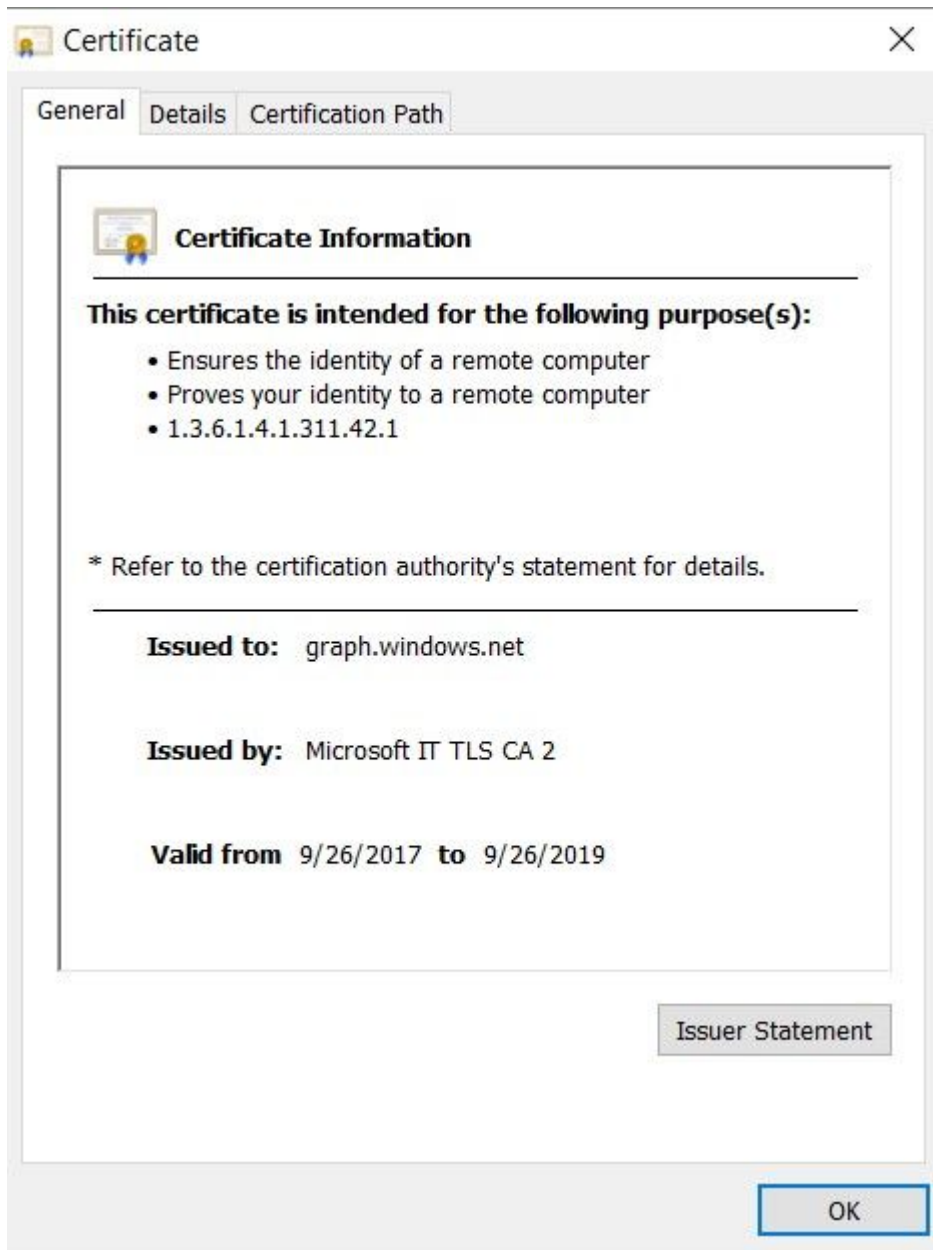 Certificate
General Details Certification Path
Certificate Information
This certificate is intended for the following purpose(s):
• Ensures the identity of a remote computer
• Proves your identity to a remote computer
• 1.3.6.1.4.1.311.42.1
* Refer to the certification authority's statement for details.
Issued to: graph.windows.net
Issued by: Microsoft IT TLS CA 2
Valid from 9/26/2017 to 9/26/2019
Issuer Statement
OK